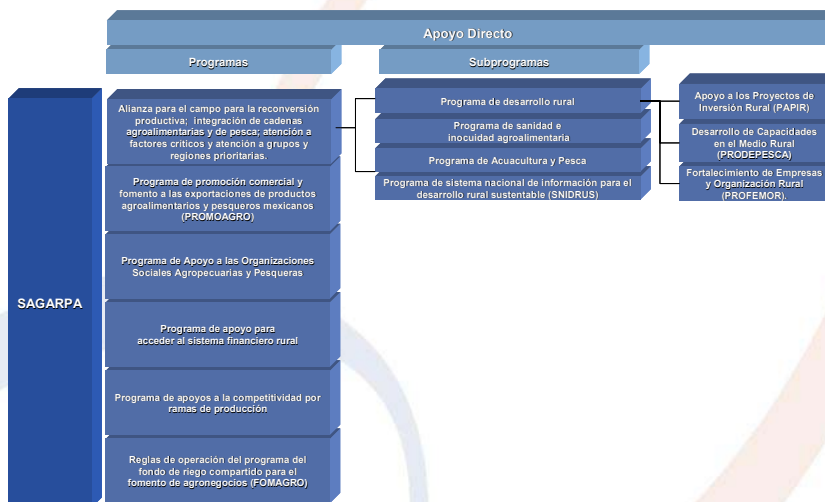 Apoyo Directo
Programas
Subprogramas
SAGARPA
Alianza para el campo para la reconversión
productiva; integración de cadenas
agroalimentarias y de pesca; atención a
factores críticos y atención a grupos y
regiones prioritarias.
Programa de promoción comercial y
fomento a las exportaciones de productos
agroalimentarios y pesqueros mexicanos
(PROMOAGRO)
Programa de Apoyo a las Organizaciones
Sociales Agropecuarias y Pesqueras
Programa de apoyo para
acceder al sistema financiero rural
Programa de apoyos a la competitividad por
ramas de producción
Reglas de operación del programa del
fondo de riego compartido para el
fomento de agronegocios (FOMAGRO)
Programa de desarrollo rural
Programa de sanidad e
inocuidad agroalimentaria
Programa de Acuacultura y Pesca
Programa de sistema nacional de información para el
desarrollo rural sustentable (SNIDRUS)
Apoyo a los Proyectos de
Inversión Rural (PAPIR)
Desarrollo de Capacidades
en el Medio Rural
(PRODEPESCA)
Fortalecimiento de Empresas
y Organización Rural
(PROFEMOR).